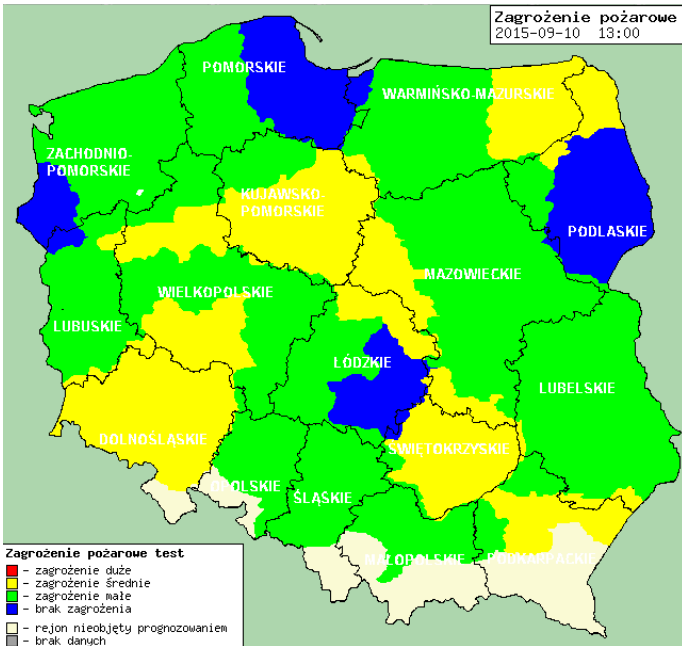 Zagrożenie pożarowe
2015-09-10 13:00
POMORSKIE
WARMIŃSKO-MAZURSKIE
ZACHODNIO-
POMORSKIE
KUJAWSKO-
POMORSKIE
PODLASKIE
MAZOWIECKIE
WIELKOPOLSKIE
LUBUSKIE
ŁÓDZKIE
LUBELSKIE
DOLNOŚLĄSKIE
ŚWIĘTOKRZYSKIE
OPOLSKIE
ŚLĄSKIE
MAŁOPOLSKIE
PODKARPACKIE
Zagrożenie pożarowe test
- zagrożenie duże
- zagrożenie średnie
- zagrożenie małe
- brak zagrożenia
- rejon nieobjęty prognozowaniem
- brak danych